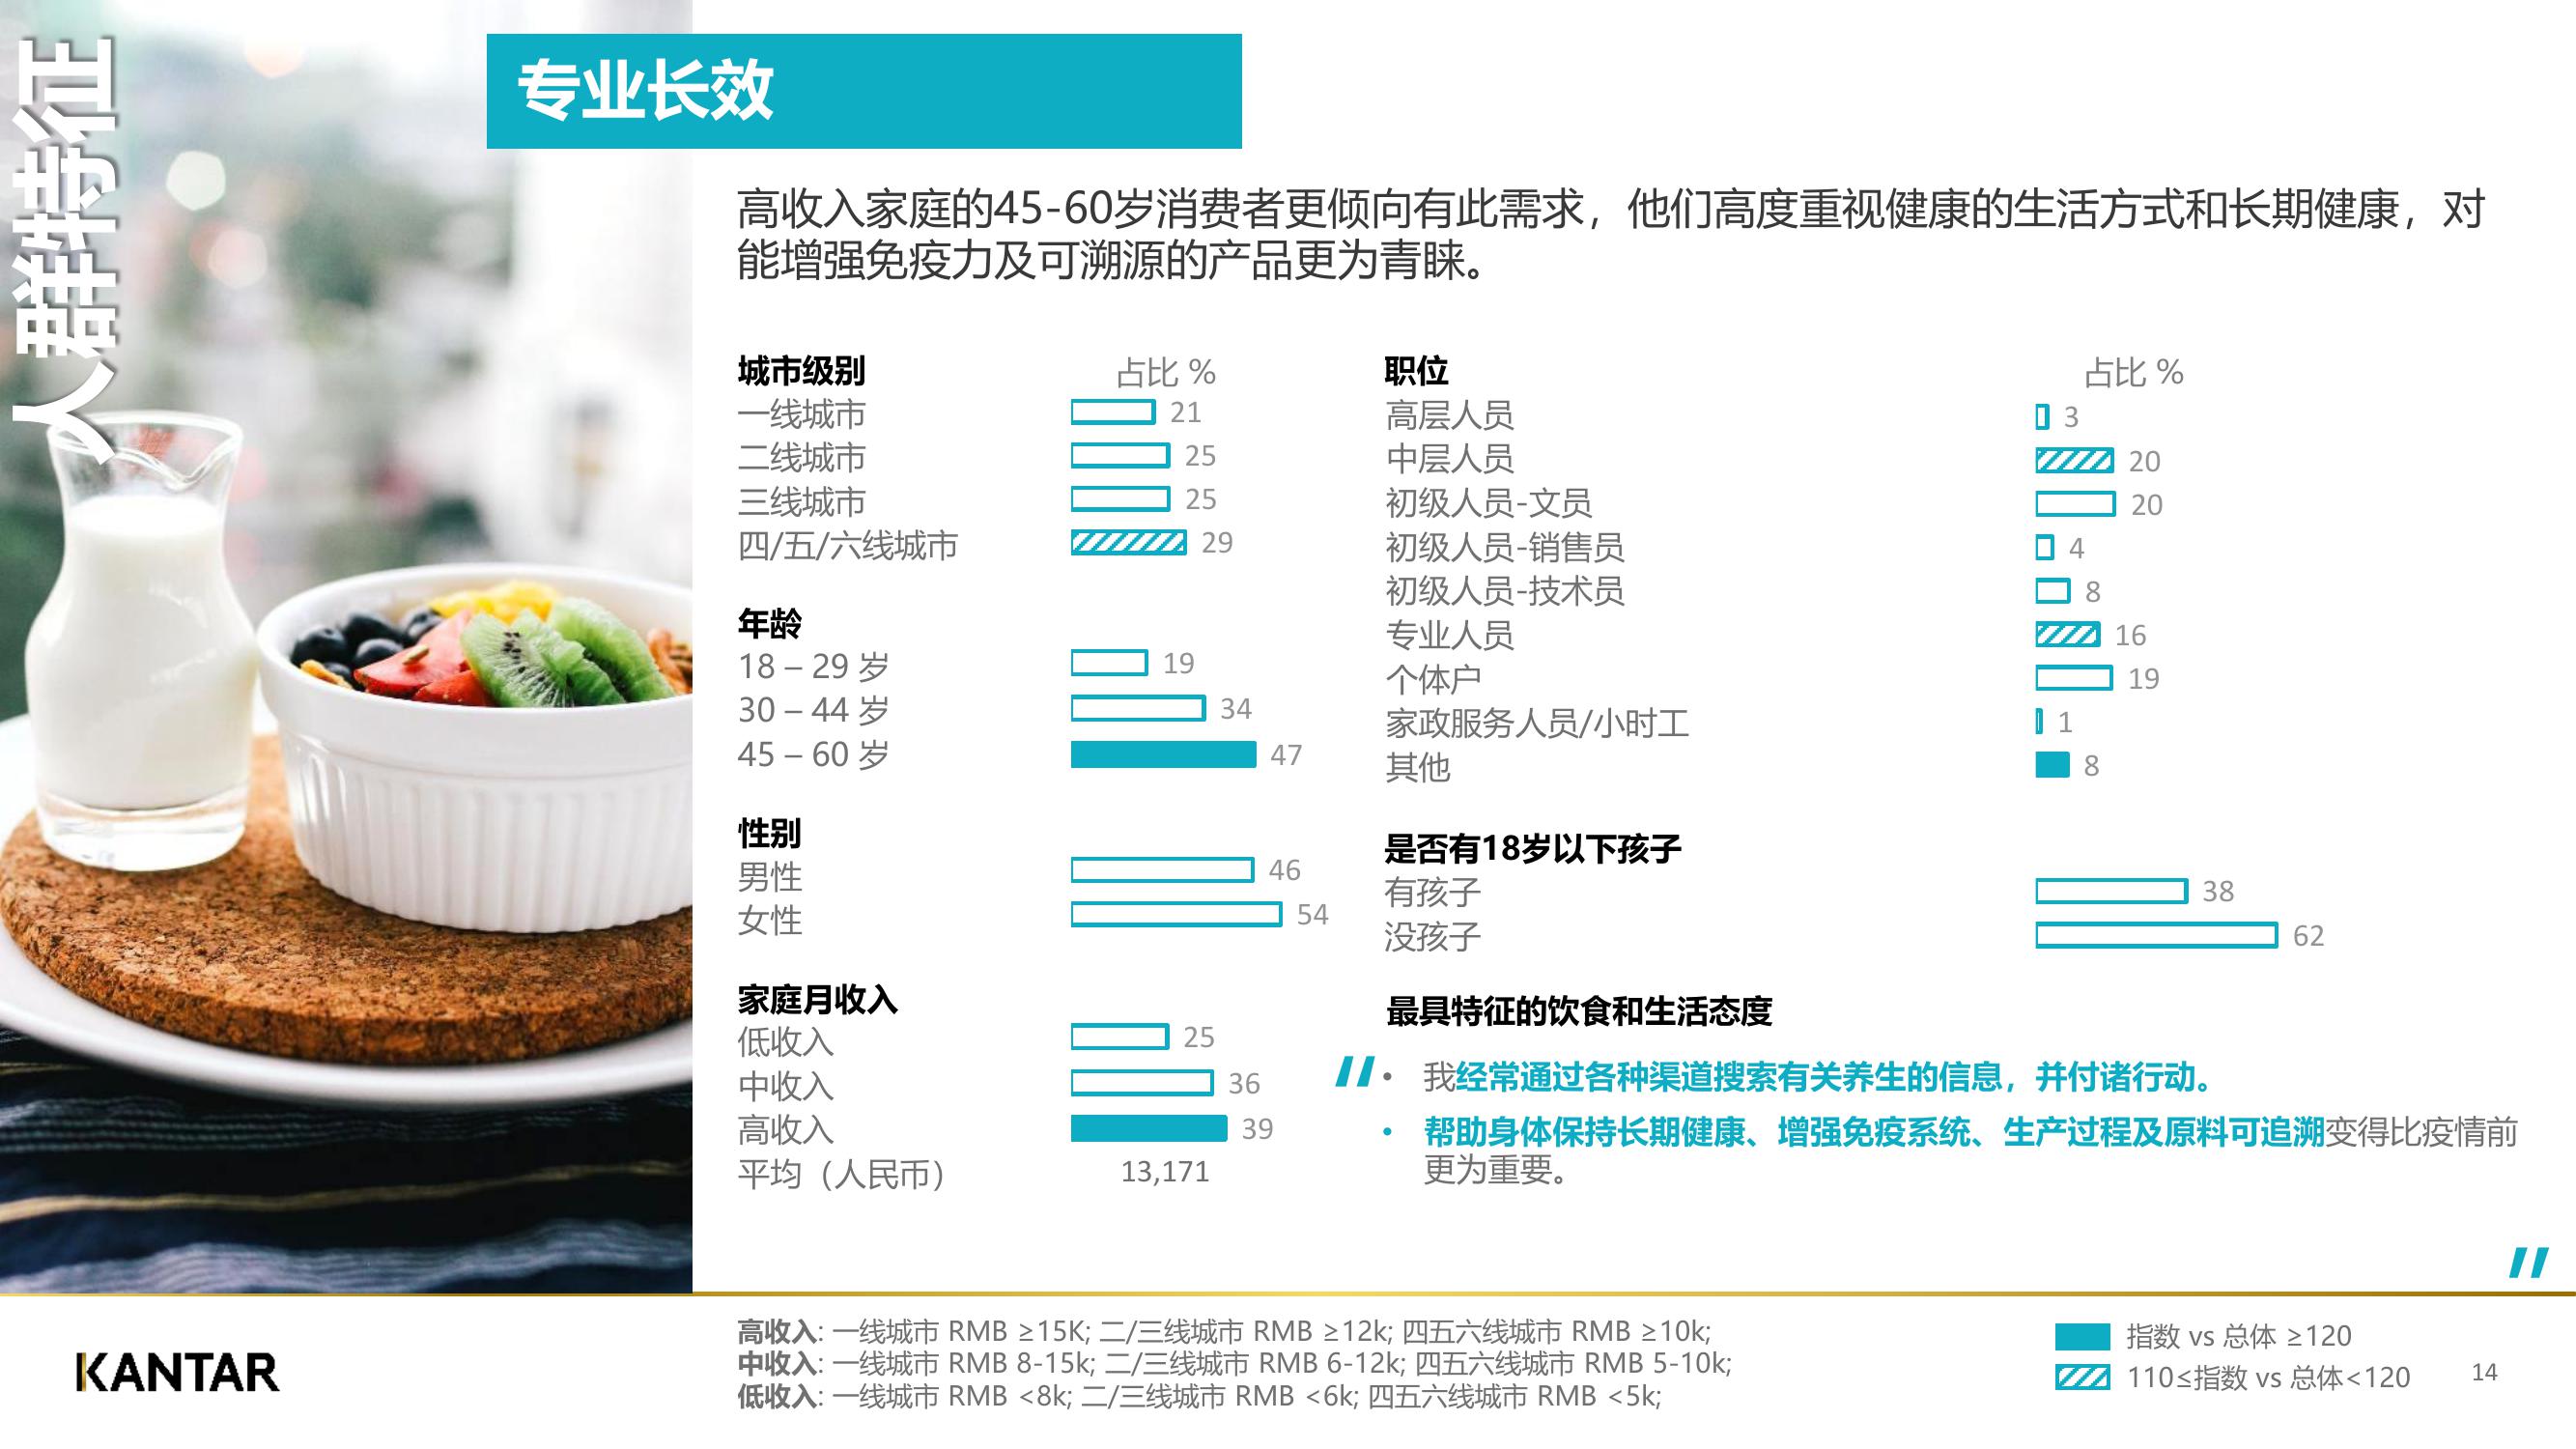 人群特征
专业长效
高收入家庭的45-60岁消费者更倾向有此需求，他们高度重视健康的生活方式和长期健康，对
能增强免疫力及可溯源的产品更为青睐。
城市级别 占比 %
一线城市 21
二线城市 25
三线城市 25
四/五/六线城市 29
年龄
18 – 29 岁 19
30 – 44 岁 34
45 – 60 岁 47
性别
男性 46
女性 54
家庭月收入
低收入 25
中收入 36
高收入 39
平均（人民币） 13,171
职位 占比 %
高层人员 3
中层人员 20
初级人员-文员 20
初级人员-销售员 4
初级人员-技术员 8
专业人员 16
个体户 19
家政服务人员/小时工 1
其他 8
是否有18岁以下孩子
有孩子 38
没孩子 62
最具特征的饮食和生活态度
"
• 我经常通过各种渠道搜索有关养生的信息，并付诸行动。
• 帮助身体保持长期健康、增强免疫系统、生产过程及原料可追溯变得比疫情前
更为重要。
"
KANTAR
高收入: 一线城市 RMB ≥15K; 二/三线城市 RMB ≥12k; 四五六线城市 RMB ≥10k;
中收入: 一线城市 RMB 8-15k; 二/三线城市 RMB 6-12k; 四五六线城市 RMB 5-10k;
低收入: 一线城市 RMB <8k; 二/三线城市 RMB <6k; 四五六线城市 RMB <5k;
指数 vs 总体 ≥120
110≤指数 vs 总体<120
14